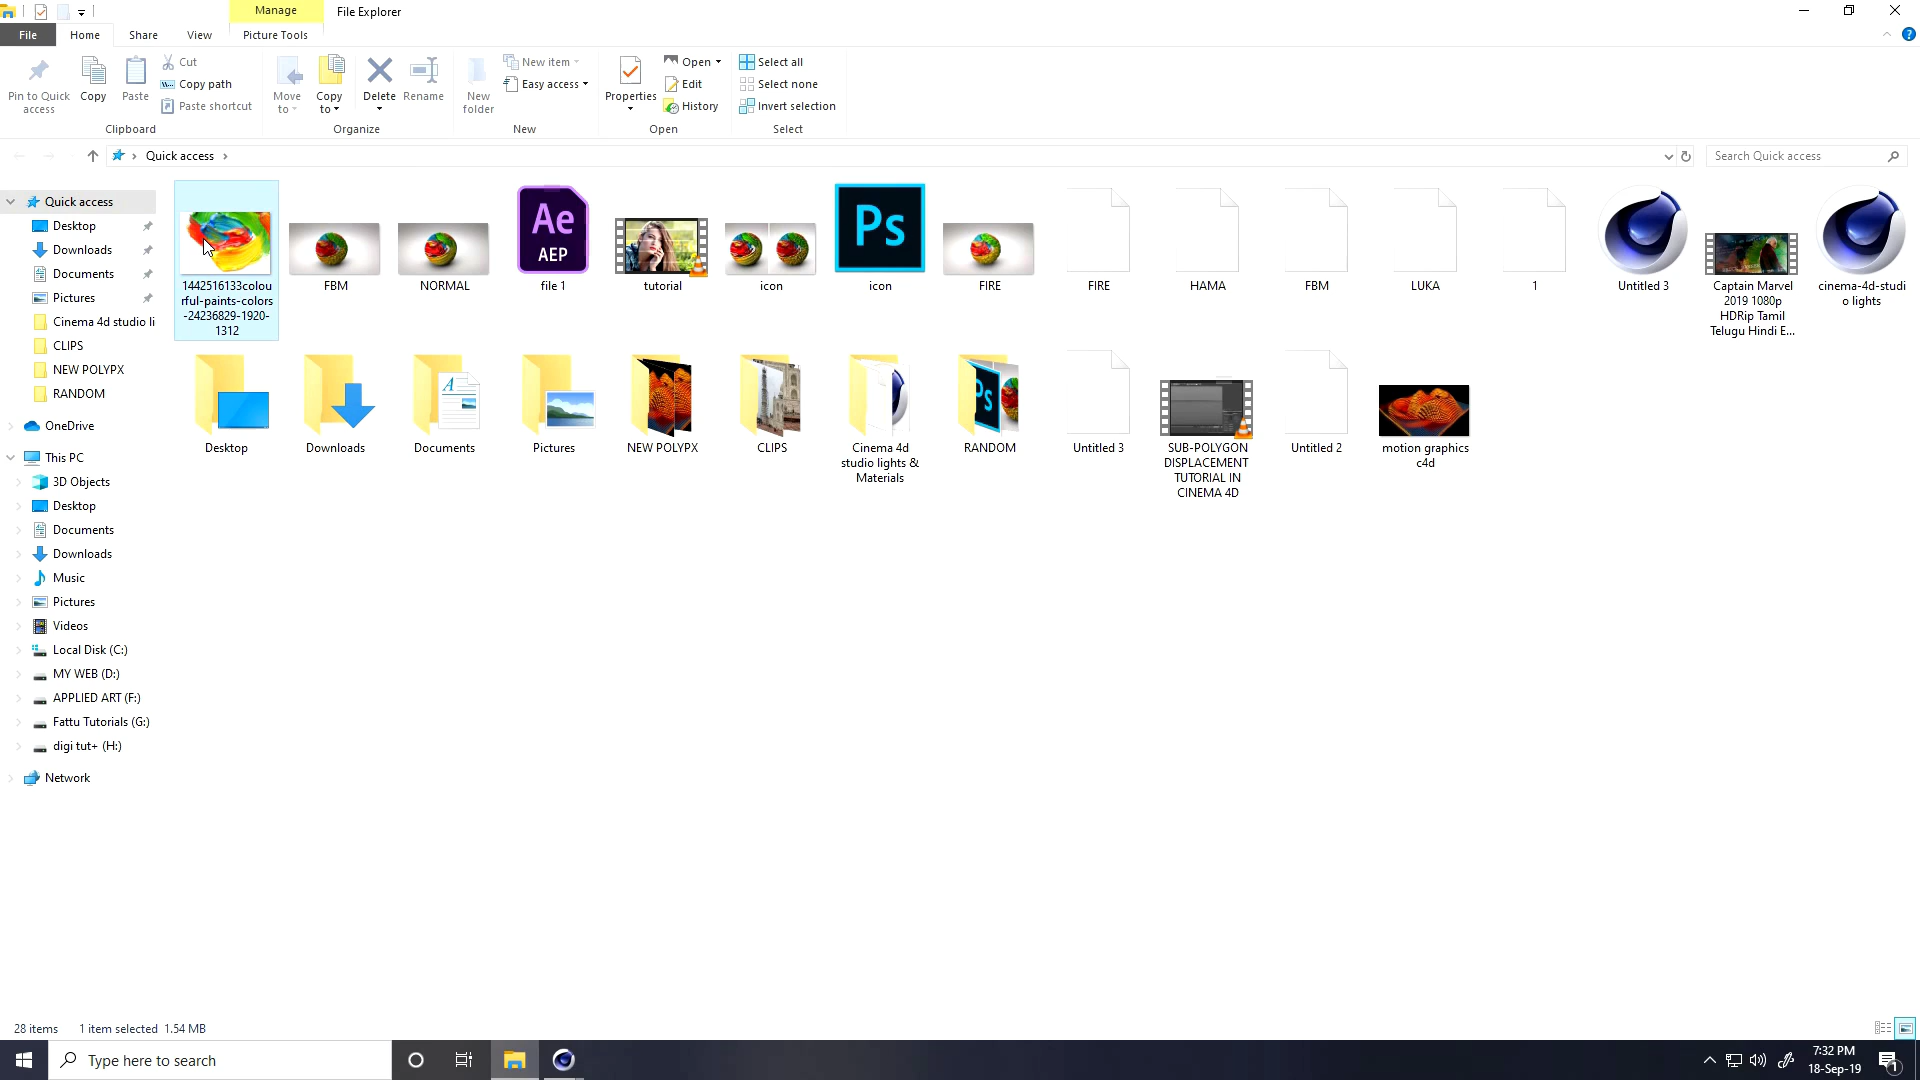 Manage
File Explorer
File
Home
Share
View
Picture Tools
Pin to Quick
access
Copy
Paste
Cut
Copy path
Paste shortcut
Clipboard
Move
to
Copy
to
Delete
Rename
Organize
New
folder
New item
Easy access
New
Properties
Open
Edit
History
Open
Select all
Select none
Invert selection
Select
Quick access
Search Quick access
Quick access
Desktop
Downloads
Documents
Pictures
Cinema 4d studio li
CLIPS
NEW POLYPX
RANDOM
OneDrive
This PC
3D Objects
Desktop
Documents
Downloads
Music
Pictures
Videos
Local Disk (C:)
MY WEB (D:)
APPLIED ART (F:)
Fattu Tutorials (G:)
digi tut+ (H:)
Network
1442516133colou
rful-paints-colors
-24236829-1920-
1312
FBM
NORMAL
Ae
AEP
file 1
tutorial
icon
Ps
icon
FIRE
FIRE
HAMA
FBM
LUKA
1
Untitled 3
Captain Marvel
2019 1080p
HDRip Tamil
Telugu Hindi E...
cinema-4d-studi
o lights
Desktop
Downloads
Documents
Pictures
NEW POLYPX
CLIPS
Cinema 4d
studio lights &
Materials
Ps
RANDOM
Untitled 3
SUB-POLYGON
DISPLACEMENT
TUTORIAL IN
CINEMA 4D
Untitled 2
motion graphics
c4d
28 items
1 item selected 1.54 MB
Type here to search
7:32 PM
18-Sep-19
1